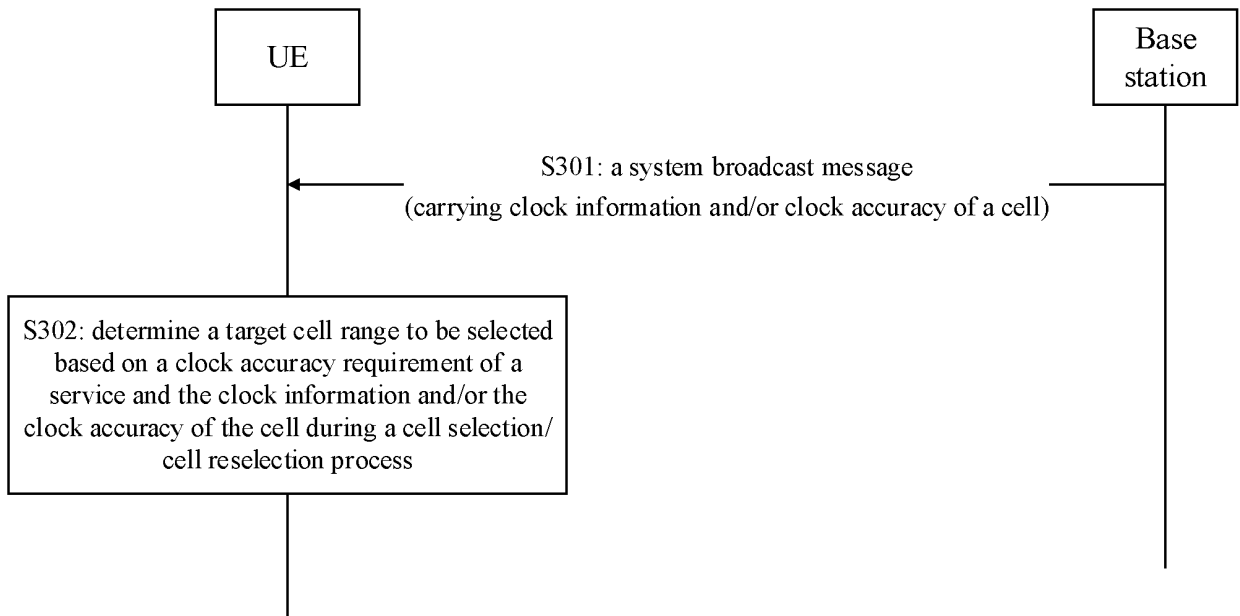 UE
Base
station
S301: a system broadcast message
(carrying clock information and/or clock accuracy of a cell)
S302: determine a target cell range to be selected
based on a clock accuracy requirement of a
service and the clock information and/or the
clock accuracy of the cell during a cell selection/
cell reselection process